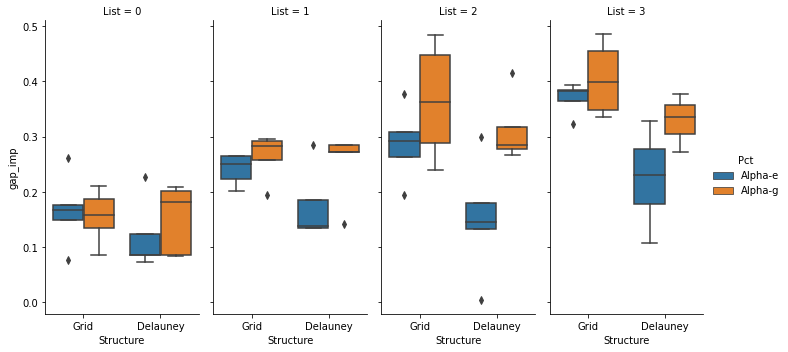 List = 0
List = 1
List = 2
List = 3
0.5
0.4
0.3
0.2
0.1
0.0
gap_imp
Grid
Delauney
Structure
Grid
Delauney
Structure
Grid
Delauney
Structure
Grid
Delauney
Structure
Pct
Alpha-e
Alpha-g